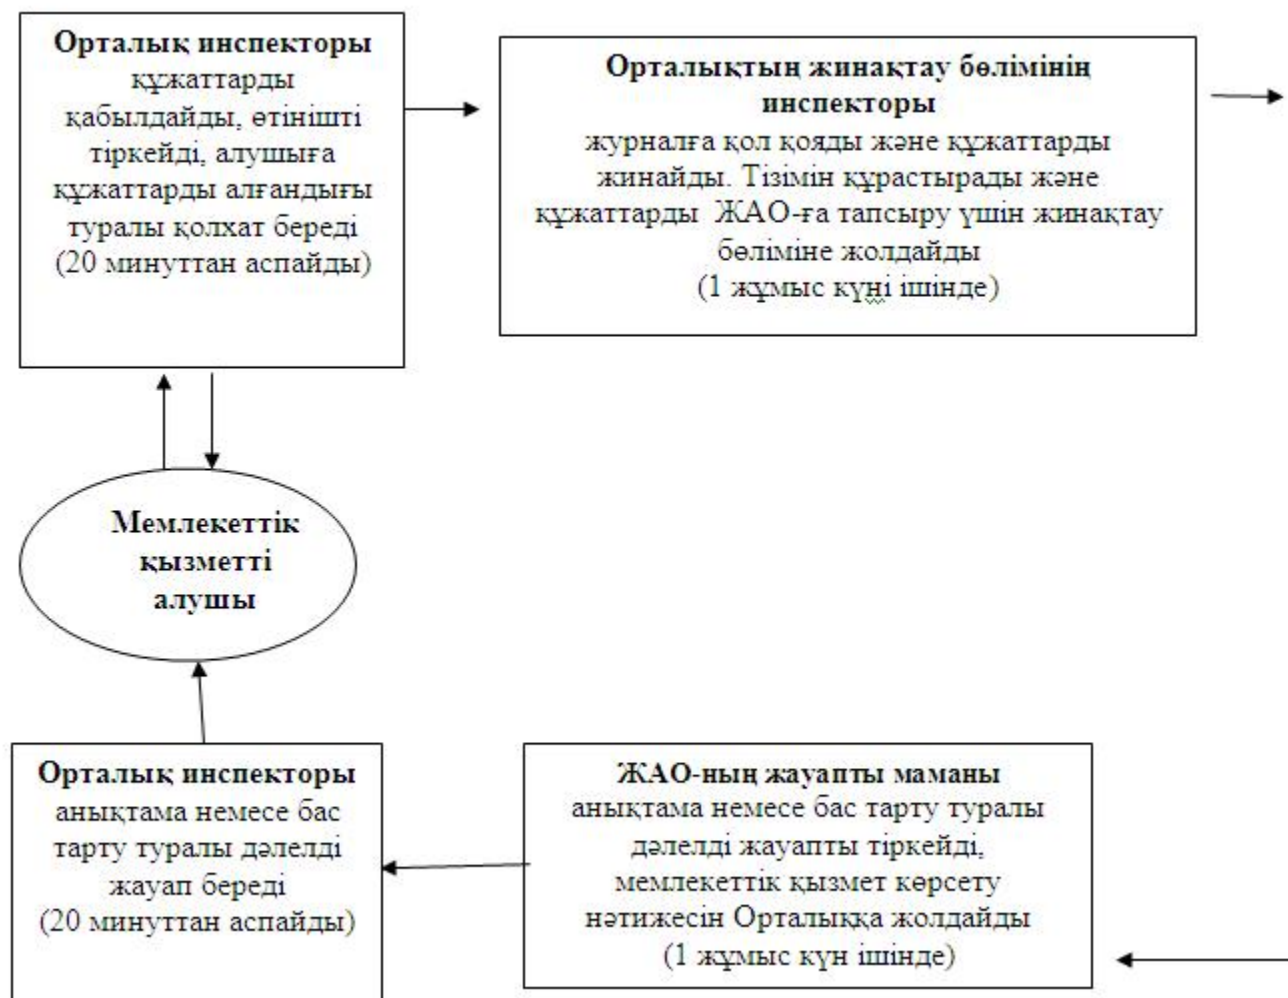 Орталық инспекторы
құжаттарды
қабылдайды, өтінішті
тіркейді, алушыға
құжаттарды алғандығы
туралы қолхат береді
(20 минуттан аспайды)
Орталықтың жинақтау бөлімінің
инспекторы
журналға қол қояды және құжаттарды
жинайды. Тізімін құрастырады және
құжаттарды ЖАО-ға тапсыру үшін жинақтау
бөліміне жолдайды
(1 жұмыс күні ішінде)
Мемлекеттік
қызметті
алушы
Орталық инспекторы
анықтама немесе бас
тарту туралы дәлелді
жауап береді
(20 минуттан аспайды)
ЖАО-ның жауапты маманы
анықтама немесе бас тарту туралы
дәлелді жауапты тіркейді,
мемлекеттік қызмет көрсету
нәтижесін Орталыққа жолдайды
(1 жұмыс күн ішінде)